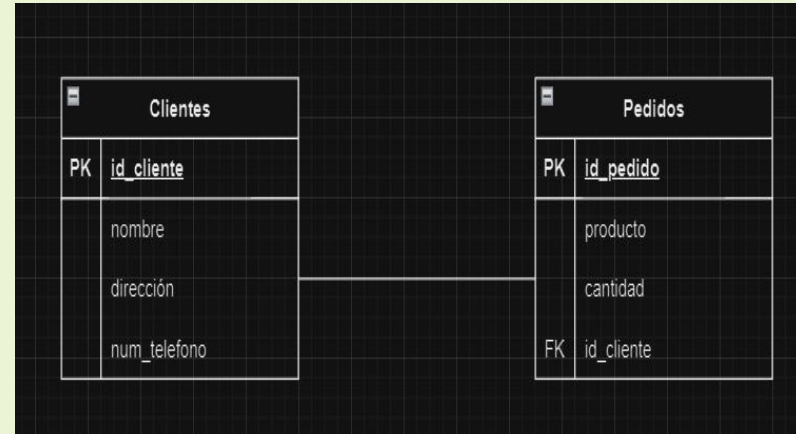 Clientes
PK id_cliente
nombre
dirección
num_telefono
Pedidos
PK id_pedido
producto
cantidad
FK id_cliente